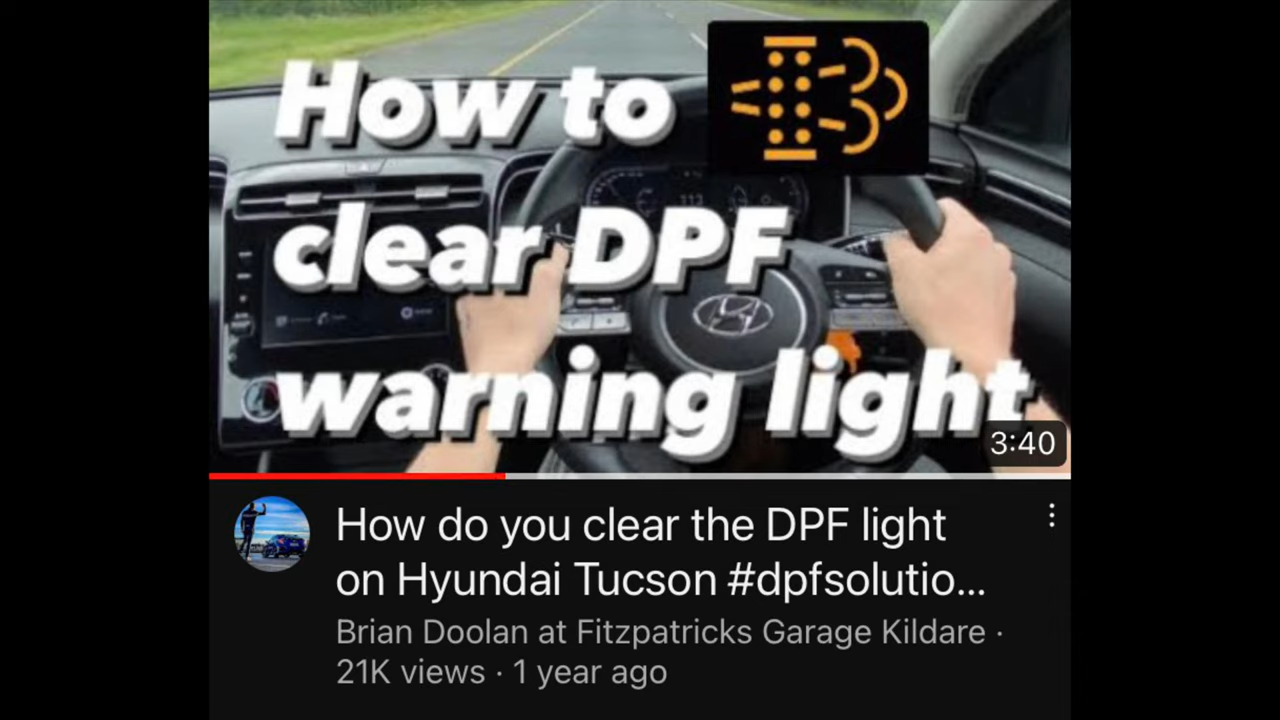 How to
clear DPF
warning light
3:40
How do you clear the DPF light
on Hyundai Tucson #dpfsolutio...
Brian Doolan at Fitzpatricks Garage Kildare ·
21K views · 1 year ago